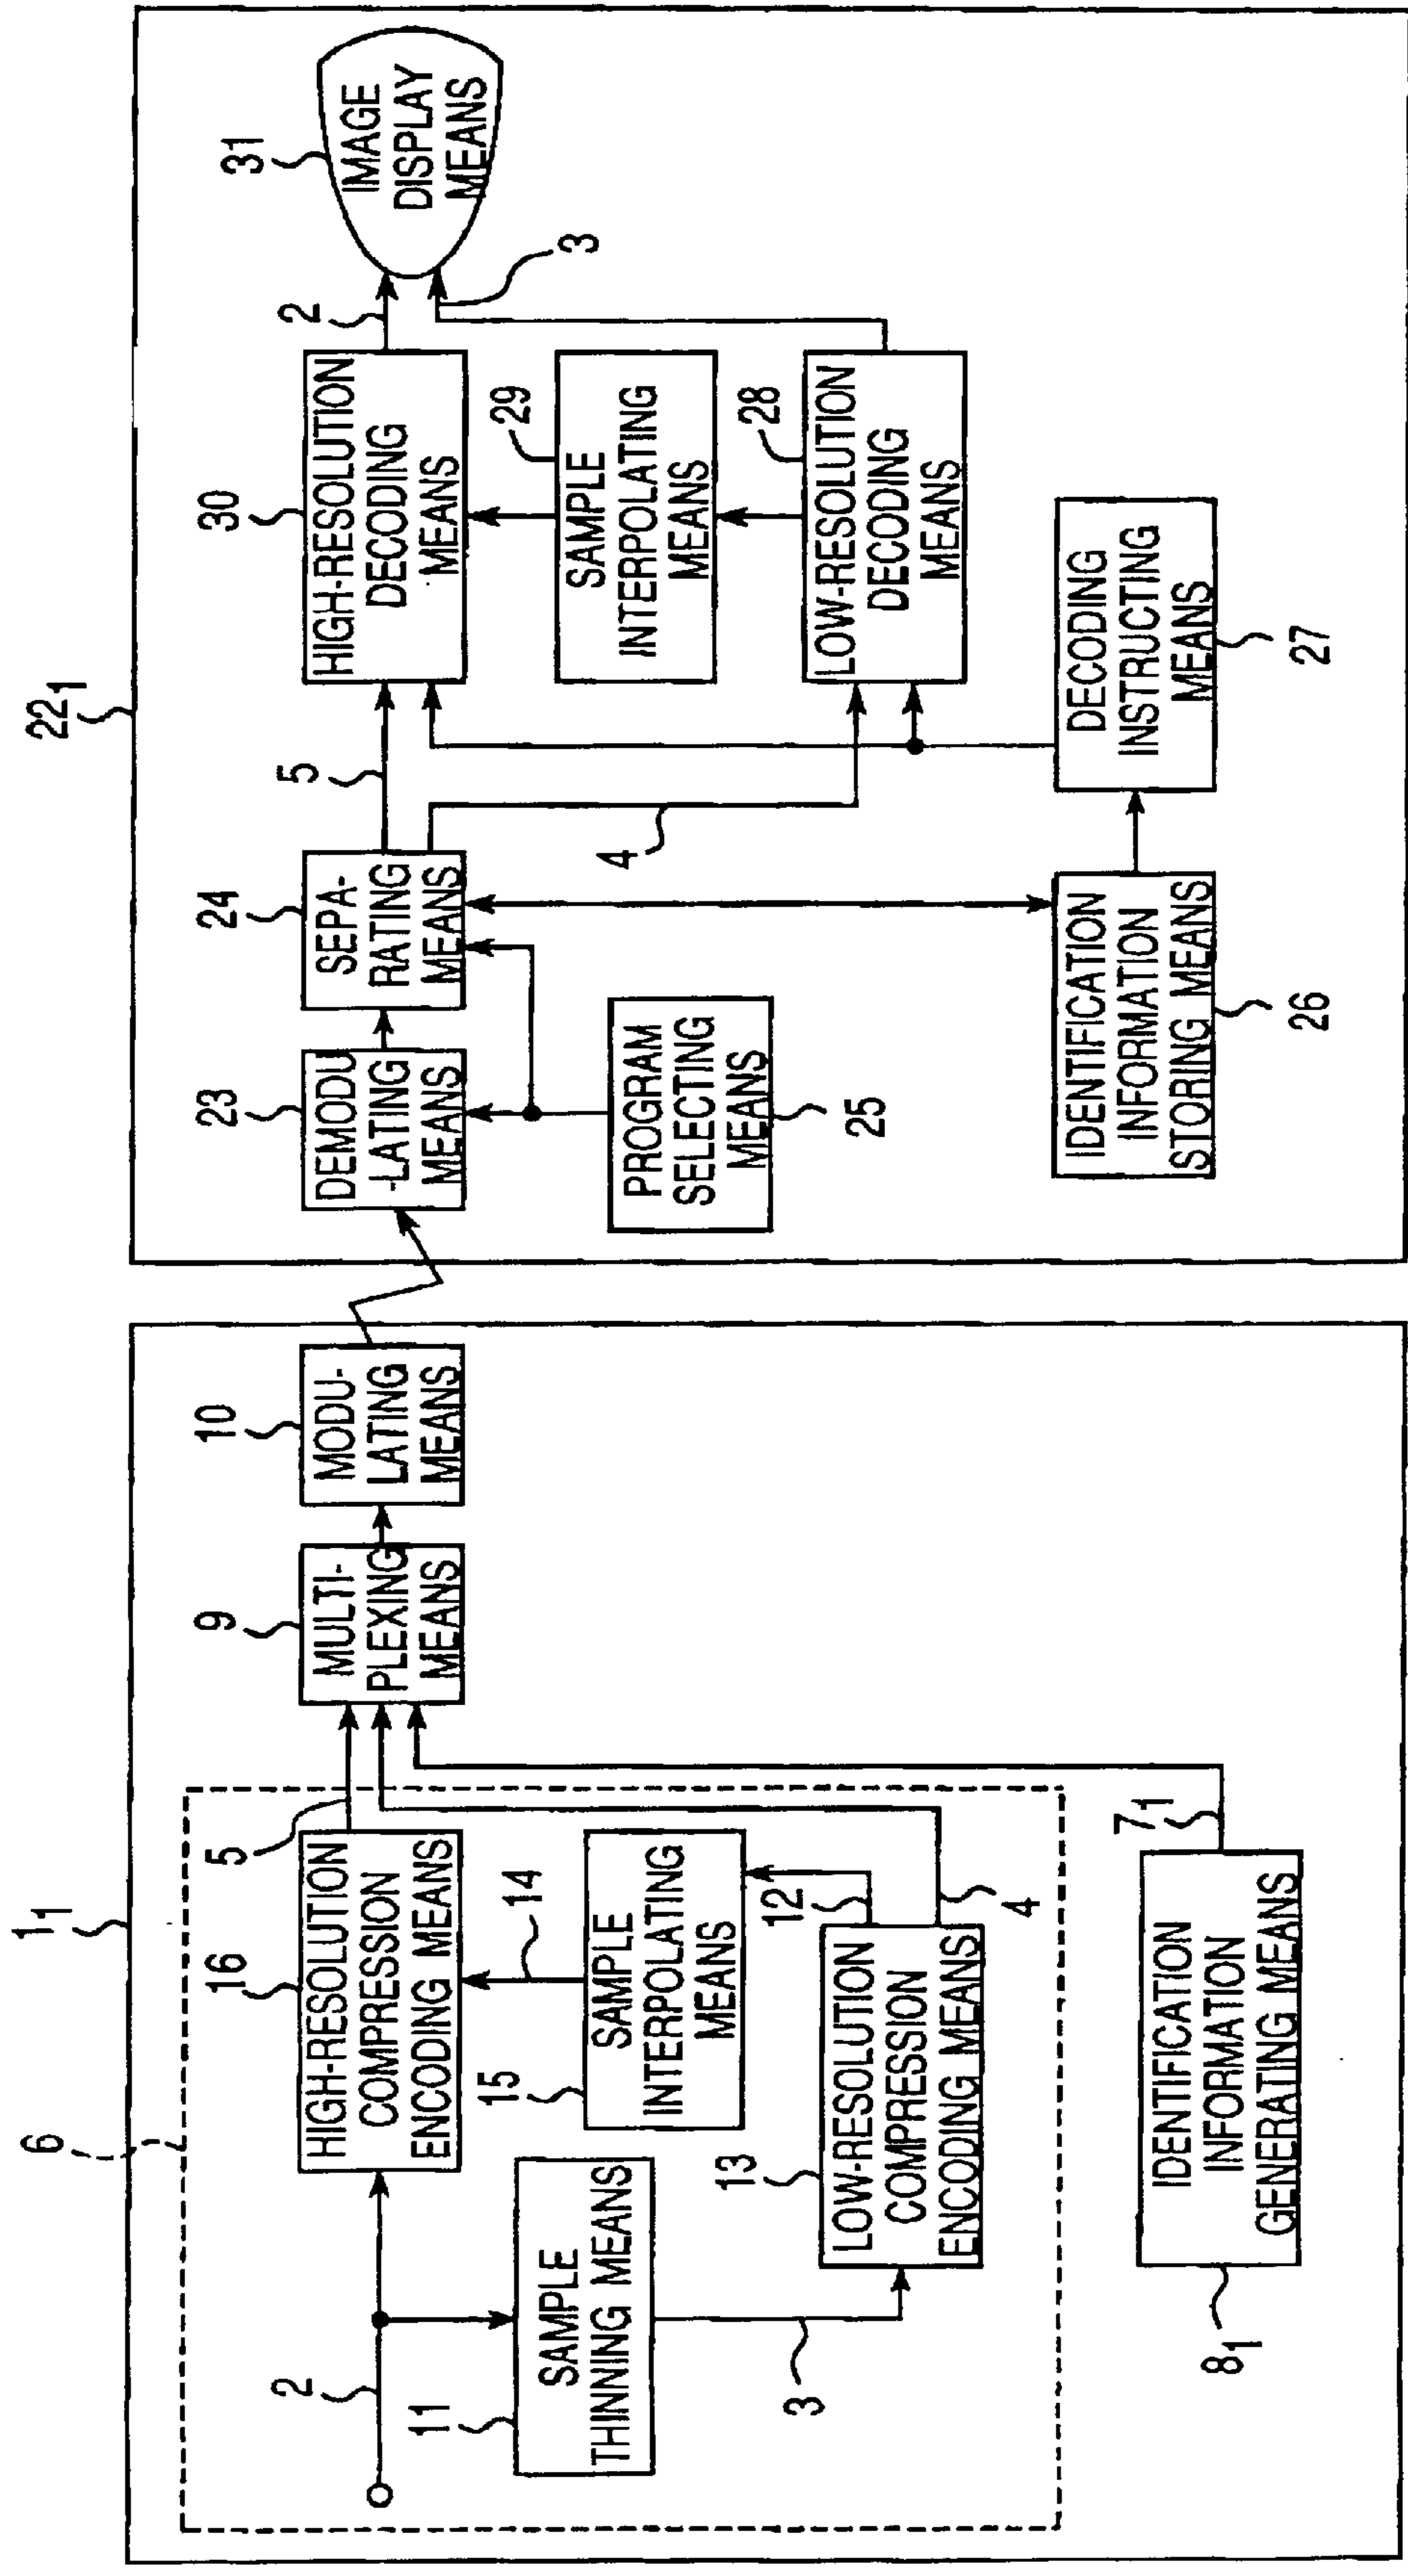 1₁
6
2
11
SAMPLE
THINNING MEANS
3
16
HIGH-RESOLUTION
COMPRESSION
ENCODING MEANS
5
14
15
SAMPLE
INTERPOLATING
MEANS
12
13
LOW-RESOLUTION
COMPRESSION
ENCODING MEANS
4
8₁
IDENTIFICATION
INFORMATION
GENERATING MEANS
7₁
9
MULTI-
PLEXING
MEANS
10
MODU-
LATING
MEANS
22₁
23
DEMODU
-LATING
MEANS
24
SEPA-
RATING
MEANS
PROGRAM
SELECTING
MEANS
25
5
4
IDENTIFICATION
INFORMATION
STORING MEANS
26
DECODING
INSTRUCTING
MEANS
27
30
HIGH-RESOLUTION
DECODING
MEANS
29
SAMPLE
INTERPOLATING
MEANS
28
LOW-RESOLUTION
DECODING
MEANS
2
3
31
IMAGE
DISPLAY
MEANS